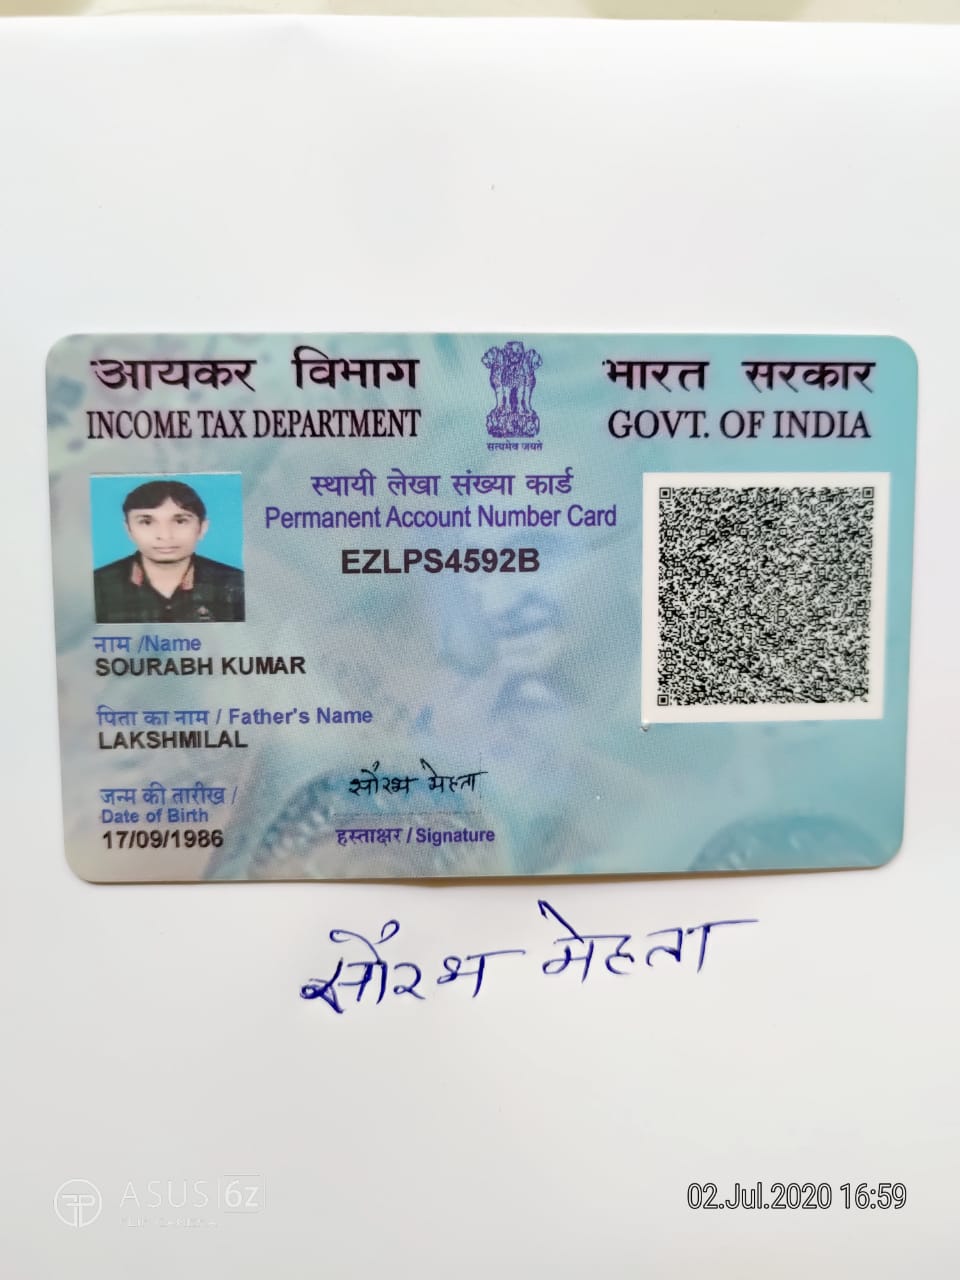 आयकर विभाग
INCOME TAX DEPARTMENT
सत्यमेव जयते
भारत सरकार
GOVT. OF INDIA
स्थायी लेखा संख्या कार्ड
Permanent Account Number Card
EZLPS4592B
नाम /Name
SOURABH KUMAR
पिता का नाम / Father's Name
LAKSHMILAL
जन्म की तारीख /
Date of Birth
17/09/1986
सौरभ मेहता
हस्ताक्षर / Signature
सौरभ मेहता
ASUS 6Z
FLIP CAMERA
02.Jul.2020 16:59